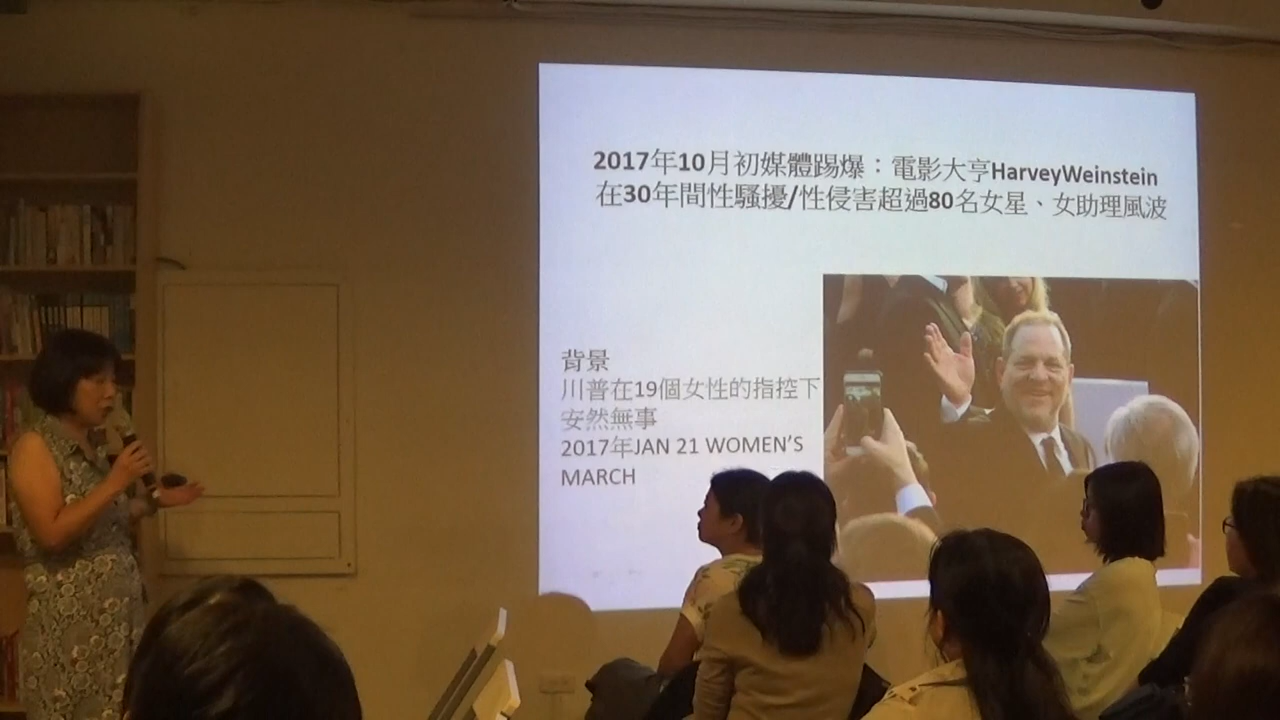 2017年10月初媒體踢爆：電影大亨HarveyWeinstein
在30年間性騷擾/性侵害超過80名女星、女助理風波
背景
川普在19個女性的指控下
安然無事
2017年JAN 21 WOMEN’S
MARCH